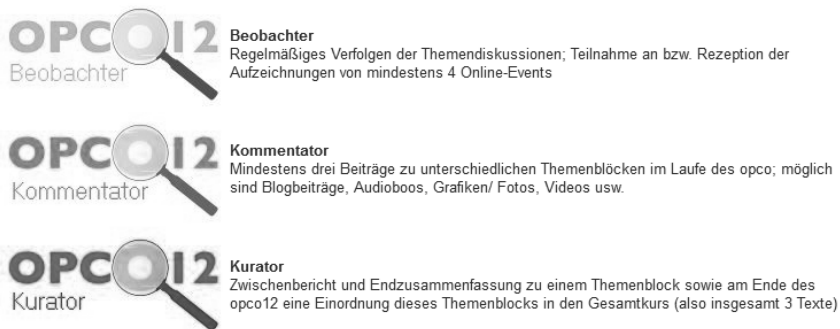 OPCO12
Beobachter
Beobachter
Regelmäßiges Verfolgen der Themendiskussionen; Teilnahme an bzw. Rezeption der
Aufzeichnungen von mindestens 4 Online-Events
OPCO12
Kommentator
Kommentator
Mindestens drei Beiträge zu unterschiedlichen Themenblöcken im Laufe des opco; möglich
sind Blogbeiträge, Audioboos, Grafiken/ Fotos, Videos usw.
OPCO12
Kurator
Kurator
Zwischenbericht und Endzusammenfassung zu einem Themenblock sowie am Ende des
opco12 eine Einordnung dieses Themenblocks in den Gesamtkurs (also insgesamt 3 Texte)